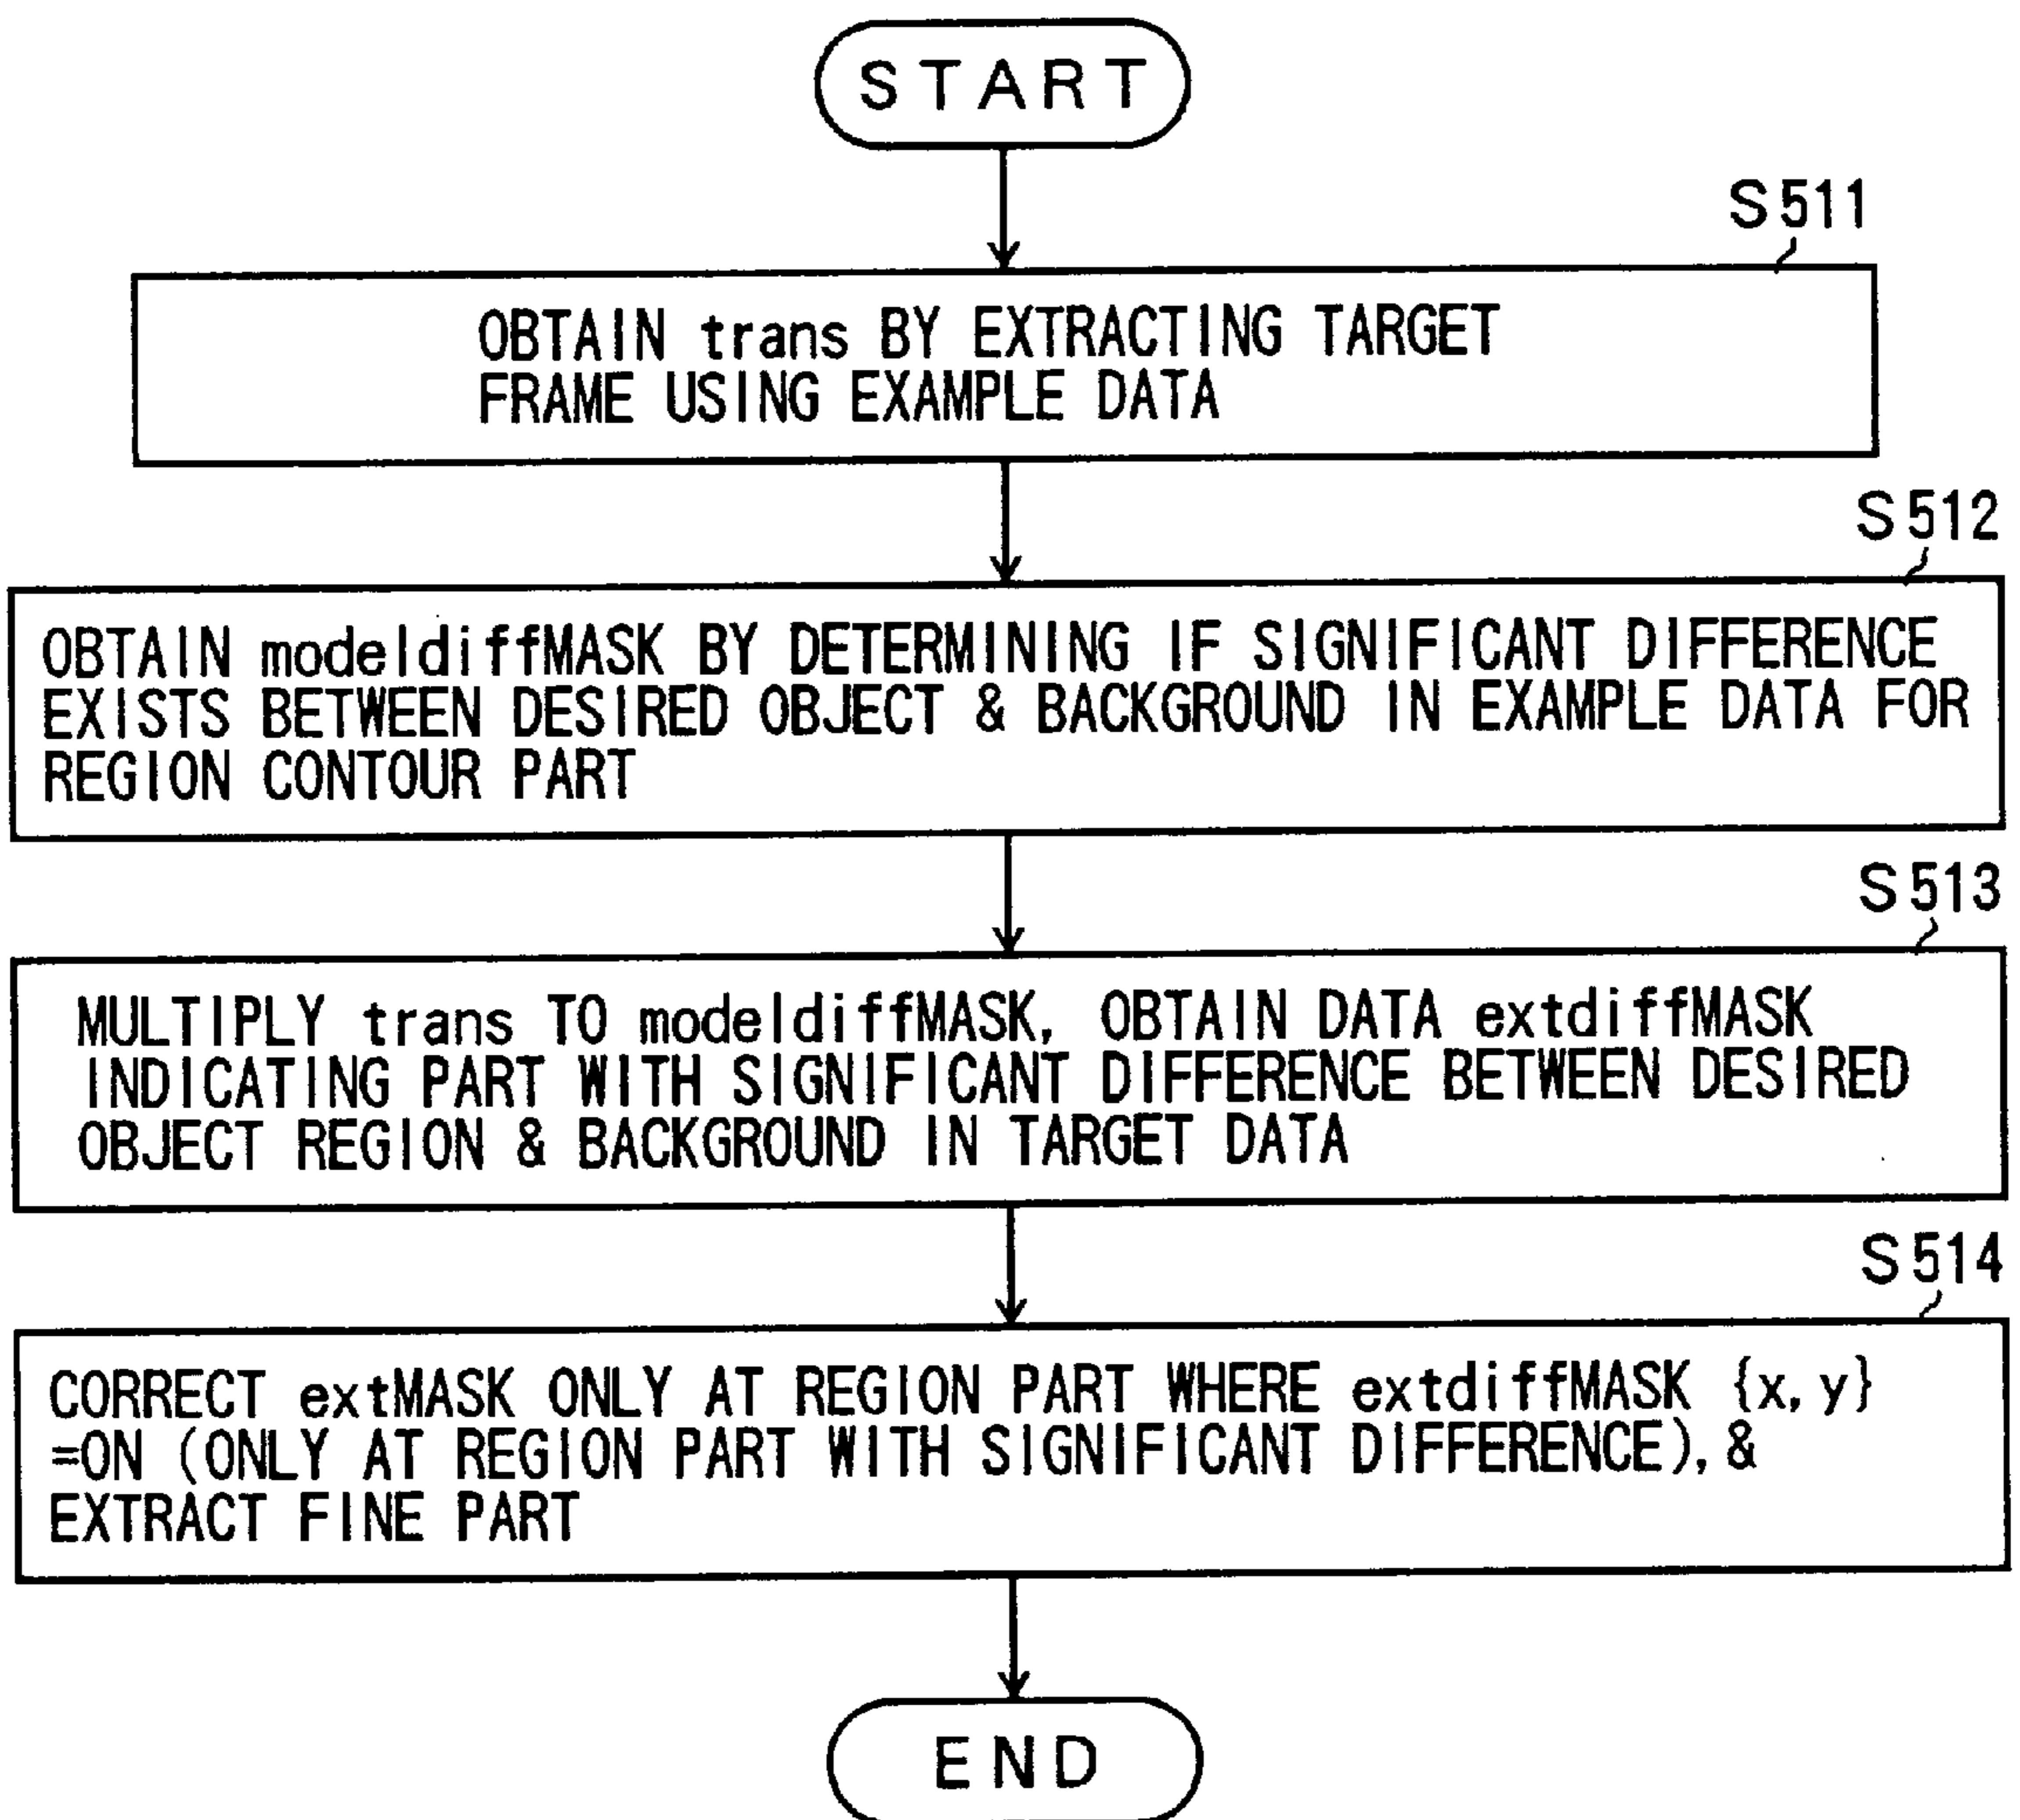 START
S511
OBTAIN trans BY EXTRACTING TARGET
FRAME USING EXAMPLE DATA
S512
OBTAIN modeldiffMASK BY DETERMINING IF SIGNIFICANT DIFFERENCE
EXISTS BETWEEN DESIRED OBJECT & BACKGROUND IN EXAMPLE DATA FOR
REGION CONTOUR PART
S513
MULTIPLY trans TO modeldiffMASK, OBTAIN DATA extdiffMASK
INDICATING PART WITH SIGNIFICANT DIFFERENCE BETWEEN DESIRED
OBJECT REGION & BACKGROUND IN TARGET DATA
S514
CORRECT extMASK ONLY AT REGION PART WHERE extdiffMASK {x, y}
=ON (ONLY AT REGION PART WITH SIGNIFICANT DIFFERENCE), &
EXTRACT FINE PART
END